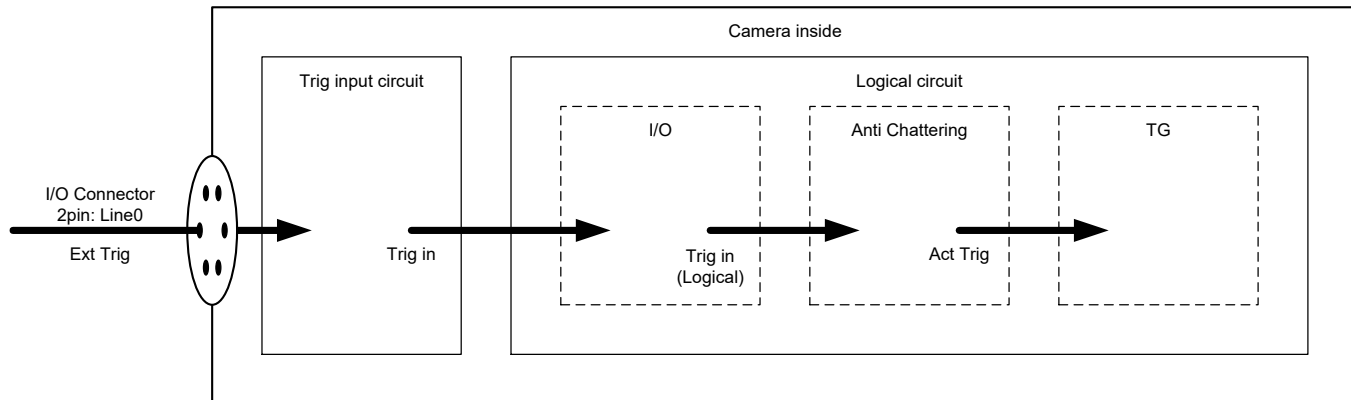 Camera inside
Trig input circuit
Logical circuit
I/O
Anti Chattering
TG
I/O Connector
2pin: Line0
Ext Trig
Trig in
Trig in
(Logical)
Act Trig